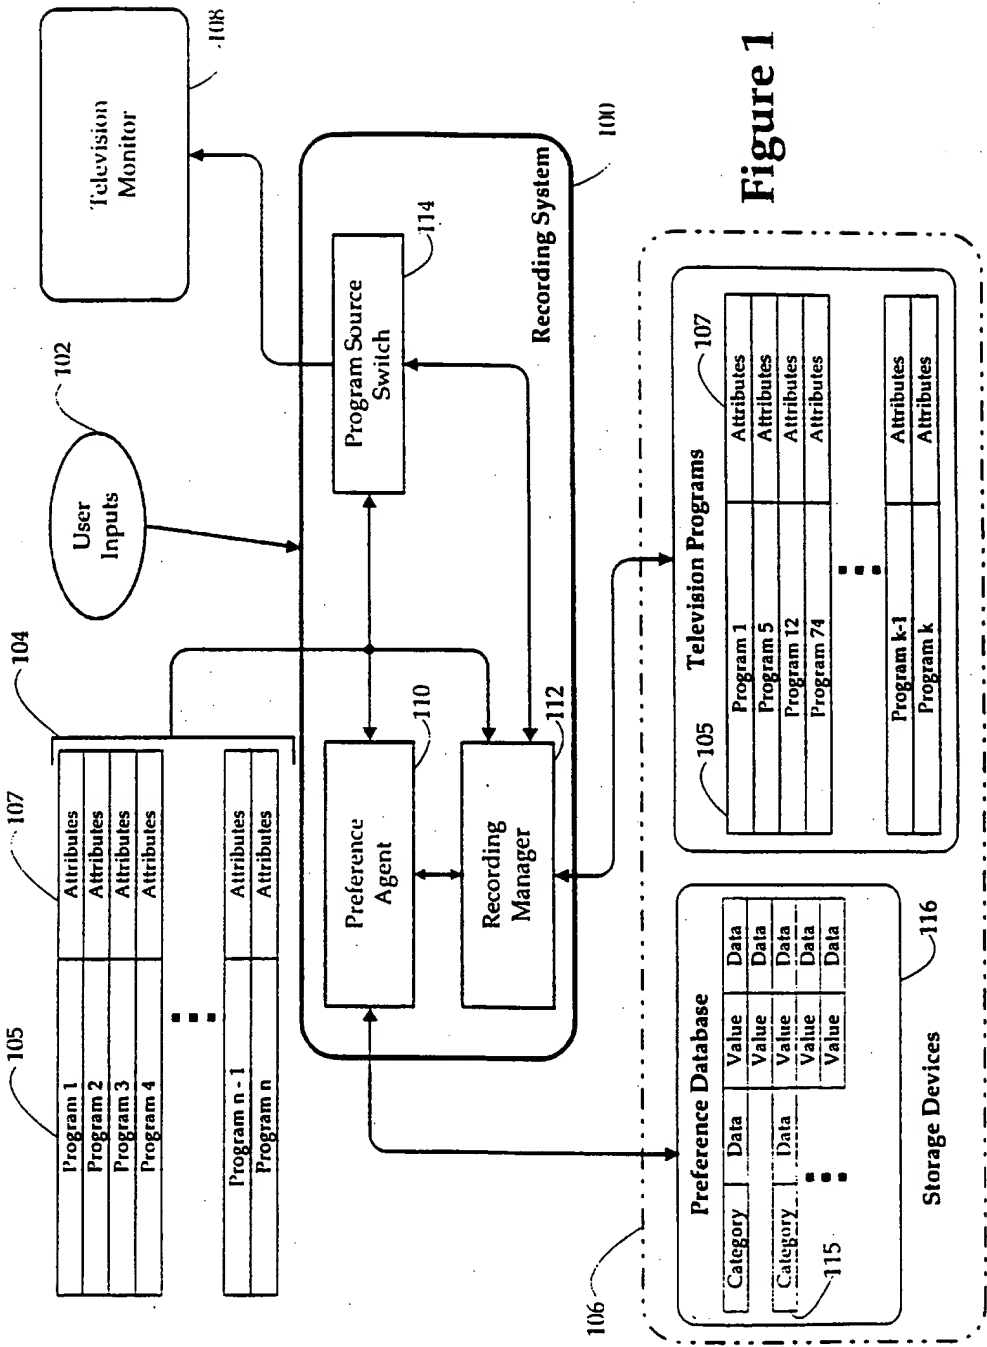 105
107
104
Program 1 Attributes
Program 2 Attributes
Program 3 Attributes
Program 4 Attributes
Program n - 1 Attributes
Program n Attributes
User
Inputs
102
Television
Monitor
108
Preference
Agent
110
Program Source
Switch
114
Recording
Manager
112
Recording System
100
106
Preference Database
Category Data Value Data
Value Data
Category Data Value Data
Value Data
Value Data
115
116
Television Programs
105
107
Program 1 Attributes
Program 5 Attributes
Program 12 Attributes
Program 74 Attributes
Program k-1 Attributes
Program k Attributes
Storage Devices
Figure 1